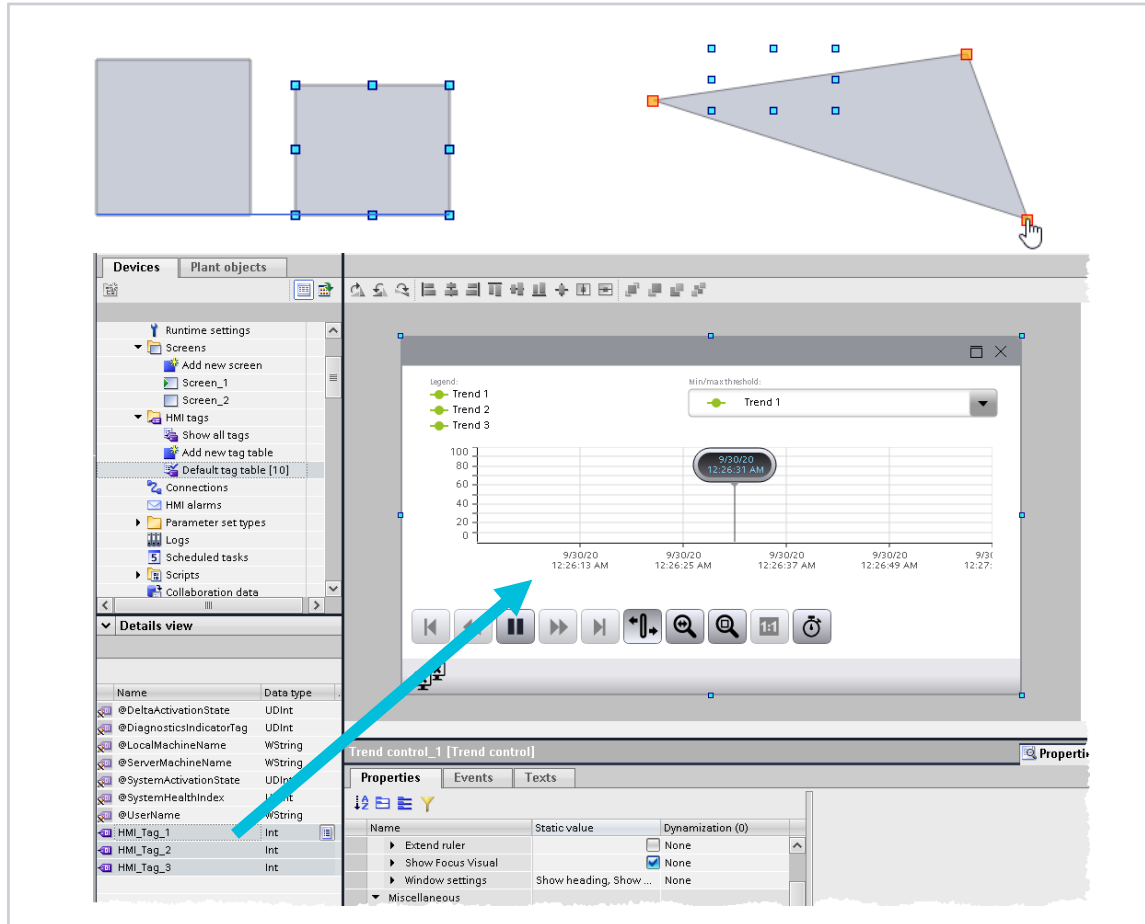 Devices
Plant objects
Runtime settings
Screens
Add new screen
Screen_1
Screen_2
HMI tags
Show all tags
Add new tag table
Default tag table [10]
Connections
HMI alarms
Parameter set types
Logs
Scheduled tasks
Scripts
Collaboration data
Details view
Name Data type
@DeltaActivationState UDInt
@DiagnosticsIndicatorTag UDInt
@LocalMachineName WString
@ServerMachineName WString
@SystemActivationState
@SystemHealthIndex
@UserName WString
HMI_Tag_1 Int
HMI_Tag_2 Int
HMI_Tag_3 Int
Legend:
Trend 1
Trend 2
Trend 3
Min/max threshold:
Trend 1
100
80
60
40
20
0
9/30/20
12:26:31 AM
9/30/20 9/30/20 9/30/20 9/30/20
12:26:13 AM 12:26:25 AM 12:26:37 AM 12:26:49 AM 12:27:
1:1
Trend control_1 [Trend control]
Properti
Properties
Events
Texts
Name Static value Dynamization (0)
Extend ruler None
Show Focus Visual None
Window settings Show heading, Show ... None
Miscellaneous